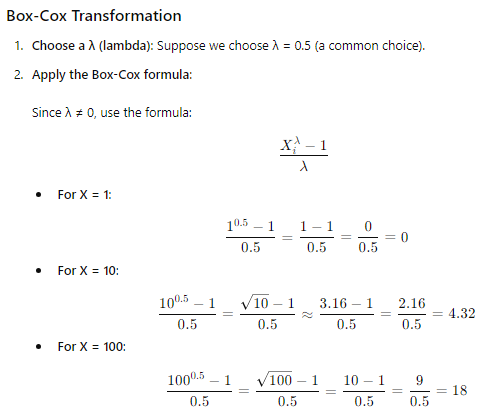 Box-Cox Transformation
1. Choose a λ (lambda): Suppose we choose λ = 0.5 (a common choice).
2. Apply the Box-Cox formula:
Since λ ≠ 0, use the formula:
\frac{X_i^λ − 1}{λ}
• For X = 1:
\frac{1^{0.5} − 1}{0.5} = \frac{1 − 1}{0.5} = \frac{0}{0.5} = 0
• For X = 10:
\frac{10^{0.5} − 1}{0.5} = \frac{\sqrt{10} − 1}{0.5} ≈ \frac{3.16 − 1}{0.5} = \frac{2.16}{0.5} = 4.32
• For X = 100:
\frac{100^{0.5} − 1}{0.5} = \frac{\sqrt{100} − 1}{0.5} = \frac{10 − 1}{0.5} = \frac{9}{0.5} = 18